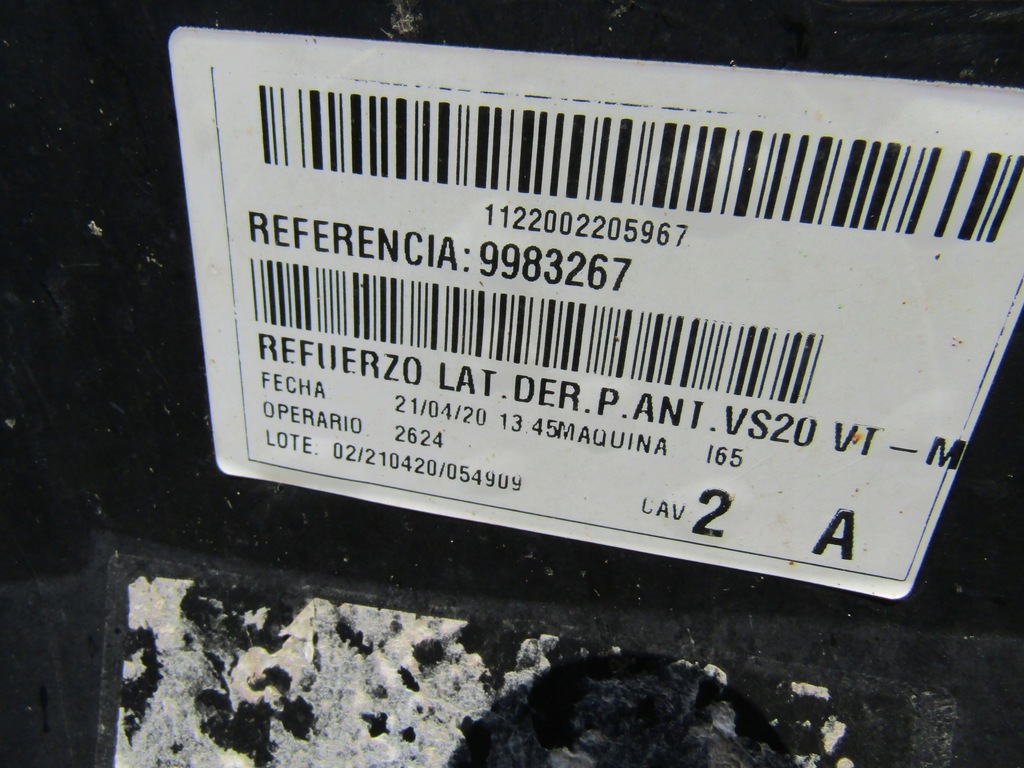 1122002205967
REFERENCIA: 9983267
REFUERZO LAT.DER.P.ANT.VS20 VT-M
FECHA 21/04/20 13.45MAQUINA 165
OPERARIO 2624
LOTE. 02/210420/054909
CAV 2 A